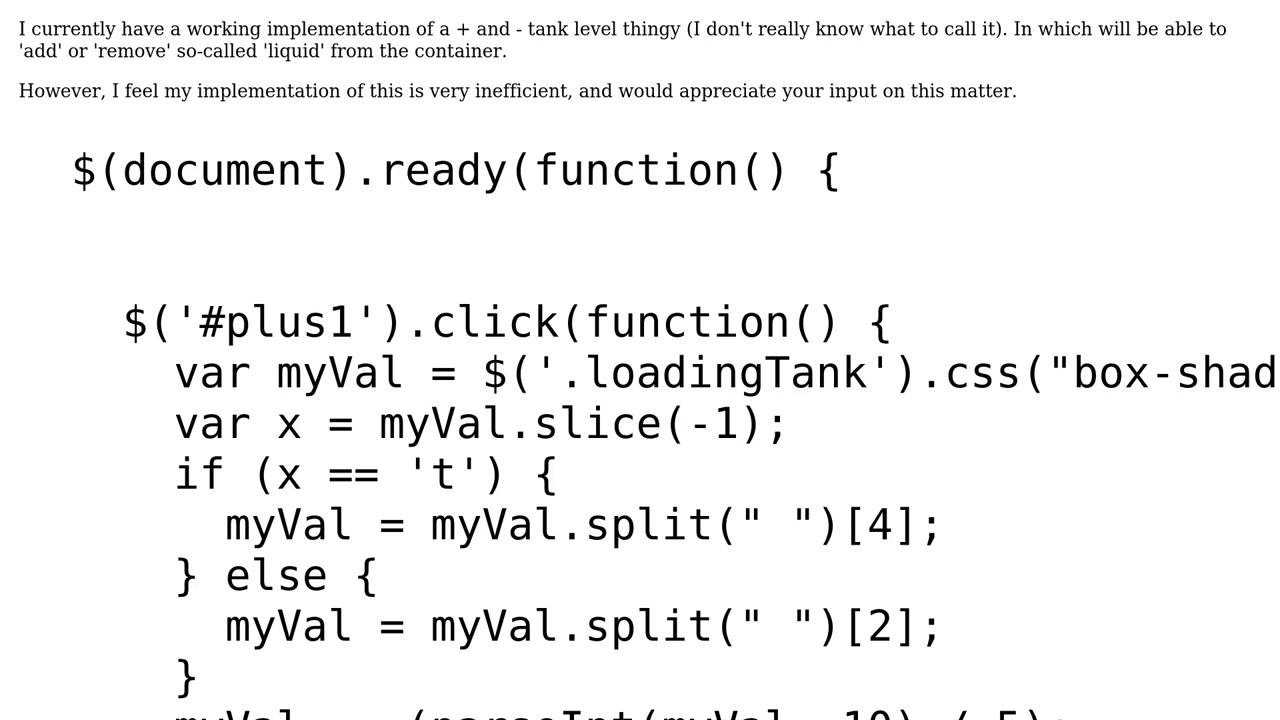 I currently have a working implementation of a + and - tank level thingy (I don't really know what to call it). In which will be able to
'add' or 'remove' so-called 'liquid' from the container.
However, I feel my implementation of this is very inefficient, and would appreciate your input on this matter.
$(document).ready(function() {
$('#plus1').click(function() {
var myVal = $('.loadingTank').css("box-shad
var x = myVal.slice(-1);
if (x == 't') {
myVal = myVal.split(" ")[4];
} else {
myVal = myVal.split(" ")[2];
}